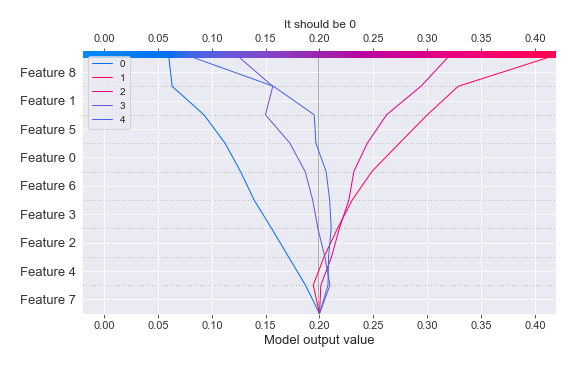 It should be 0
0.00 0.05 0.10 0.15 0.20 0.25 0.30 0.35 0.40
0
1
2
3
4
Feature 8
Feature 1
Feature 5
Feature 0
Feature 6
Feature 3
Feature 2
Feature 4
Feature 7
0.00 0.05 0.10 0.15 0.20 0.25 0.30 0.35 0.40
Model output value